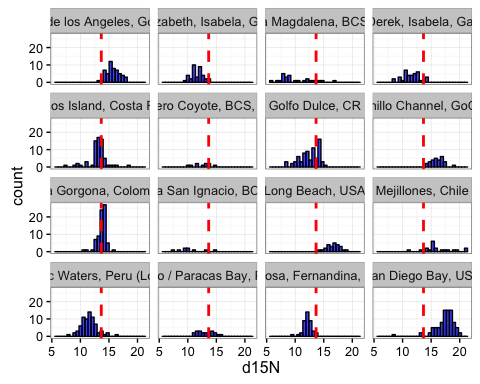 de los Angeles, Go
zabeth, Isabela, G
a Magdalena, BCS
Derek, Isabela, Ga
20
10
0
os Island, Costa R
ero Coyote, BCS,
Golfo Dulce, CR
nillo Channel, GoC
20
10
0
count
a Gorgona, Colom
a San Ignacio, BC
Long Beach, USA
Mejillones, Chile
20
10
0
c Waters, Peru (Lo
o / Paracas Bay,
osa, Fernandina,
an Diego Bay, US
20
10
0
5 10 15 20 5 10 15 20 5 10 15 20 5 10 15 20
d15N